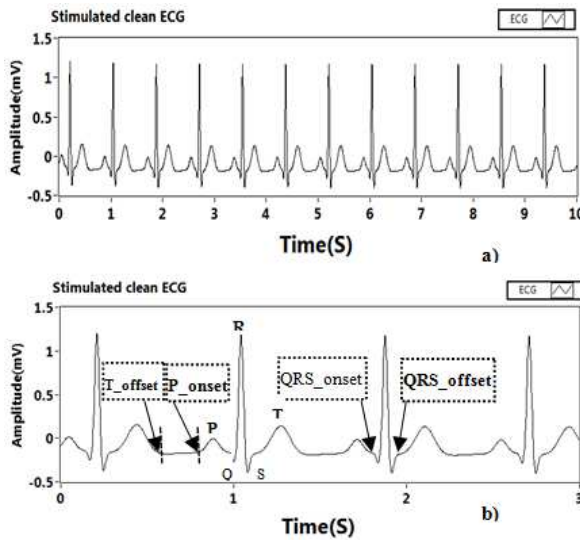 Stimulated clean ECG
ECG
Amplitude(mV)
1.5
1
0.5
0
-0.5
0 1 2 3 4 5 6 7 8 9 10
Time(S)
a)
Stimulated clean ECG
ECG
Amplitude(mV)
1.5
1
0.5
0
-0.5
R
T_offset
P_onset
QRS_onset
QRS_offset
P
T
Q
S
0 1 2 3
Time(S)
b)